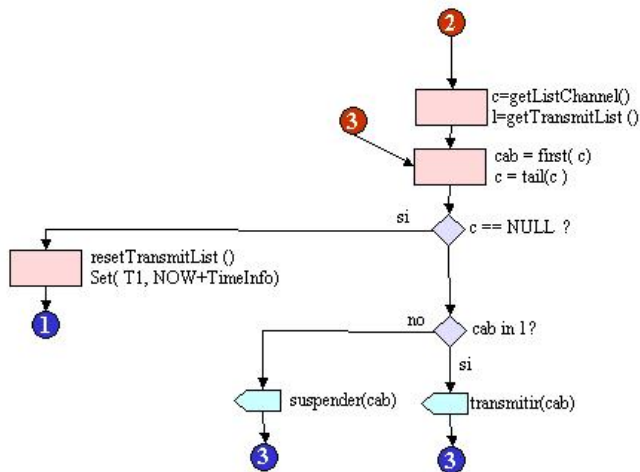 2
c=getListChannel()
l=getTransmitList ()
3
cab = first( c)
c = tail(c )
si
c == NULL ?
resetTransmitList ()
Set( T1, NOW+TimeInfo)
1
no
cab in l?
si
suspender(cab)
transmitir(cab)
3
3